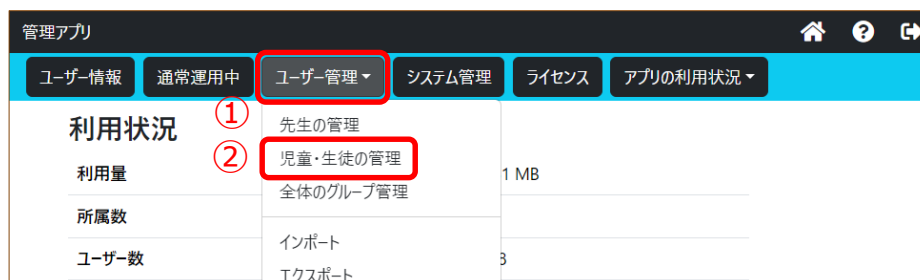 管理アプリ
ユーザー情報 通常運用中 ユーザー管理 システム管理 ライセンス アプリの利用状況
利用状況 ① 先生の管理
② 児童・生徒の管理
利用量 1 MB
全体のグループ管理
所属数
インポート
ユーザー数
エクスポート